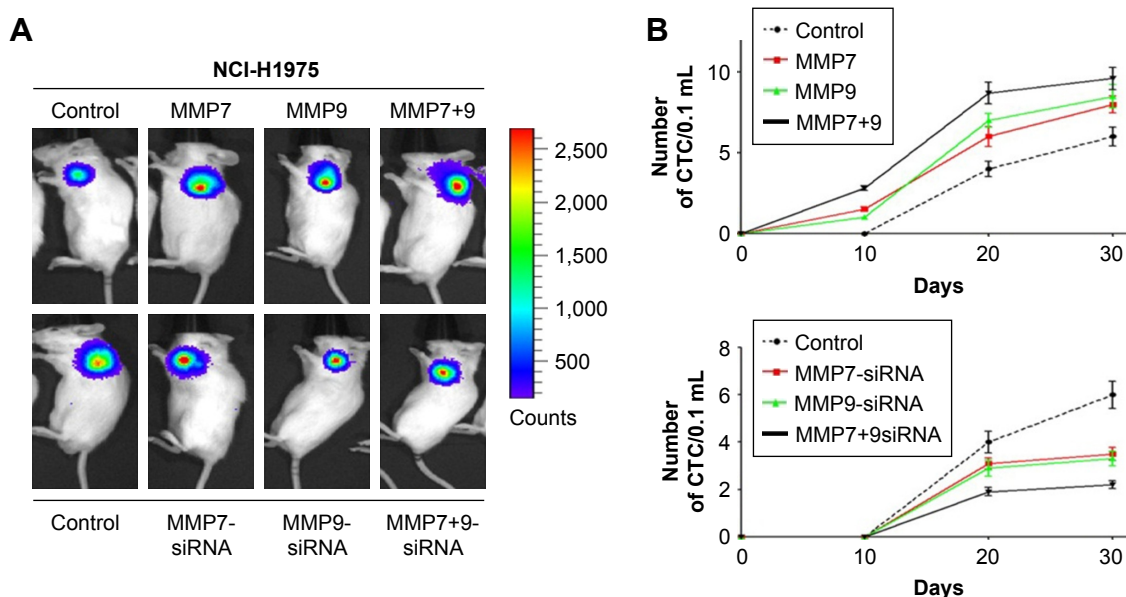 A
NCI-H1975
Control MMP7 MMP9 MMP7+9
2,500
2,000
1,500
1,000
500
Counts
Control MMP7-siRNA MMP9-siRNA MMP7+9-siRNA
B
Control
MMP7
MMP9
MMP7+9
Number
of CTC/0.1 mL
10
5
0
0 10 20 30
Days
Control
MMP7-siRNA
MMP9-siRNA
MMP7+9siRNA
Number
of CTC/0.1 mL
8
6
4
2
0
0 10 20 30
Days